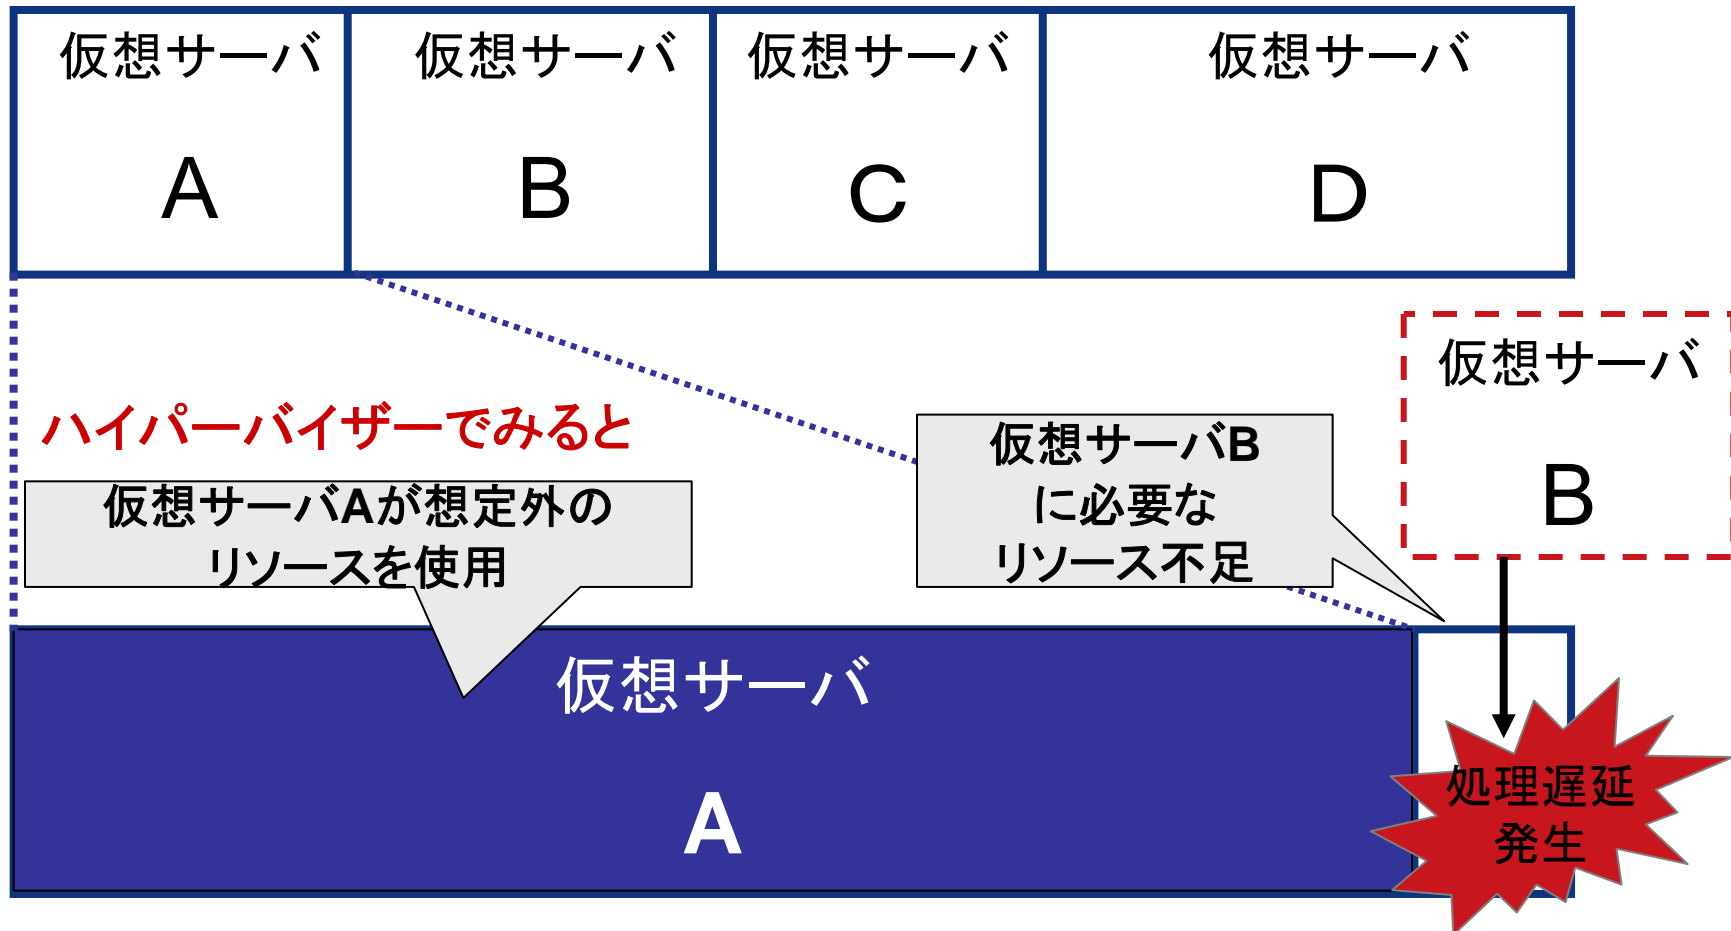 仮想サーバ
A
仮想サーバ
B
仮想サーバ
C
仮想サーバ
D
仮想サーバ
B
ハイパーバイザーでみると
仮想サーバAが想定外の
リソースを使用
仮想サーバB
に必要な
リソース不足
仮想サーバ
A
処理遅延
発生